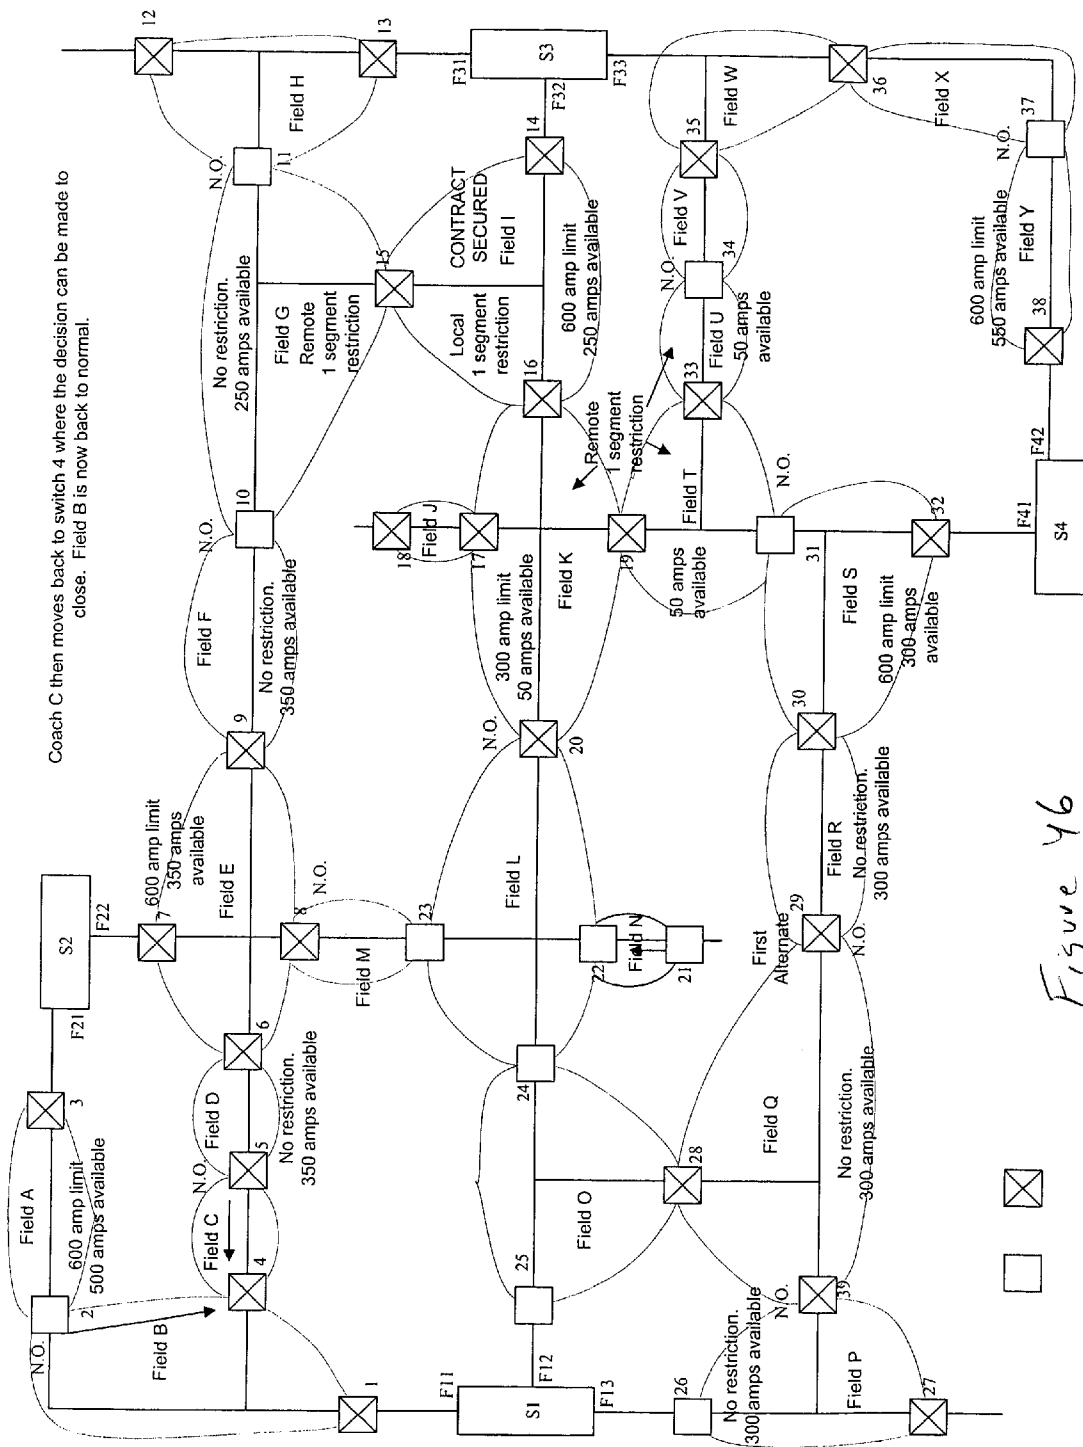 Coach C then moves back to switch 4 where the decision can be made to
close. Field B is now back to normal.
12
13
F31
S3
F32
F33
Field H
11
N.O.
14
15
CONTRACT
SECURED
Field I
600 amp limit
250 amps available
Local
1 segment
restriction
16
No restriction.
250 amps available
Field G
Remote
1 segment
restriction
10
N.O.
Field F
No restriction.
350 amps available
9
35
Field W
36
Field X
37
N.O.
Field V
34
N.O.
Field U
50 amps
available
33
Remote
1 segment
restriction
Field T
N.O.
600 amp limit
550 amps available
Field Y
38
F42
F41
S4
18
Field J
17
19
50 amps
available
300 amp limit
50 amps available
Field K
31
32
Field S
600 amp limit
300 amps
available
30
N.O.
20
S2
F22
F21
600 amp limit
350 amps
available
7
Field E
8
N.O.
23
Field M
Field L
22
Field N
21
First
Alternate
29
N.O.
Field R
No restriction.
300 amps available
3
Field A
600 amp limit
500 amps available
2
N.O.
6
Field D
No restriction.
350 amps available
5
N.O.
Field C
4
Field B
1
24
25
Field O
28
Field Q
No restriction.
300 amps available
39
N.O.
F11
S1
F12
F13
26
No restriction.
300 amps available
Field P
27
Figure 46